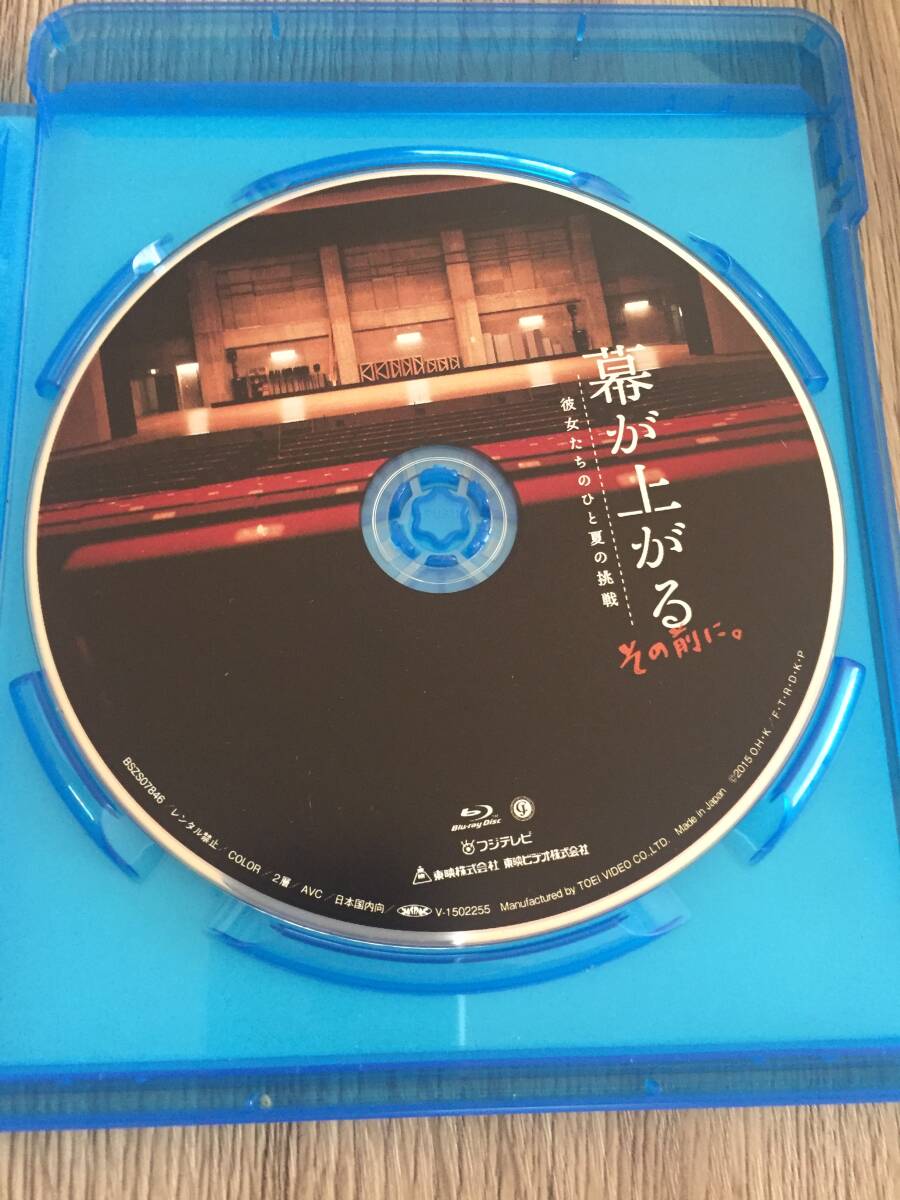 幕が上がる
その前に。
彼女たちのひと夏の挑戦
Blu-ray Disc™
フジテレビ
東映株式会社 東映ビデオ株式会社
BSZS07846 / レンタル禁止 / COLOR / 2層 / AVC / 日本国内向 / V-1502255 Manufactured by TOEI VIDEO CO.,LTD. Made in Japan ©2015 O.H・K / F・T・R・D・K・P